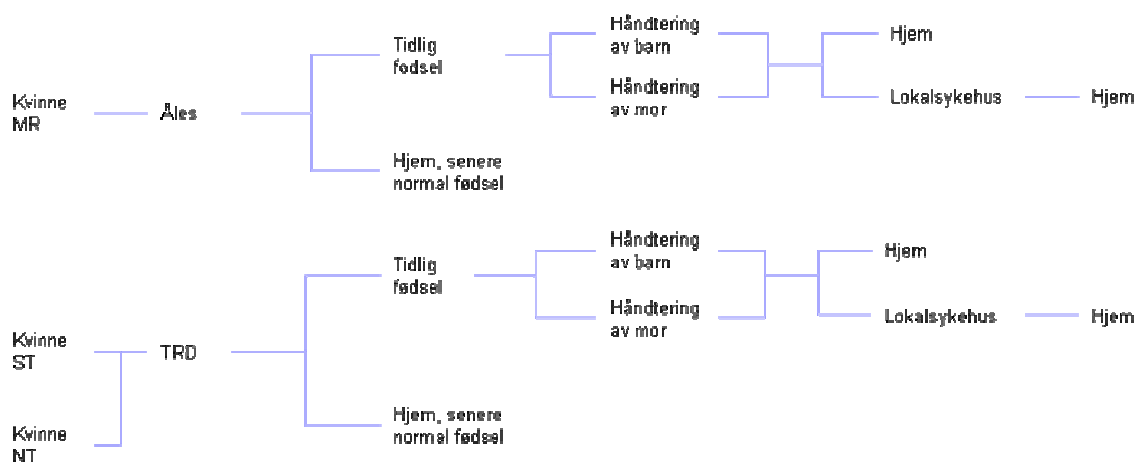 Kvinne
MR
Åles
Tidlig
fødsel
Håndtering
av barn
Håndtering
av mor
Hjem
Lokalsykehus
Hjem
Hjem, senere
normal fødsel
Kvinne
ST
Kvinne
NT
TRD
Tidlig
fødsel
Håndtering
av barn
Håndtering
av mor
Hjem
Lokalsykehus
Hjem
Hjem, senere
normal fødsel